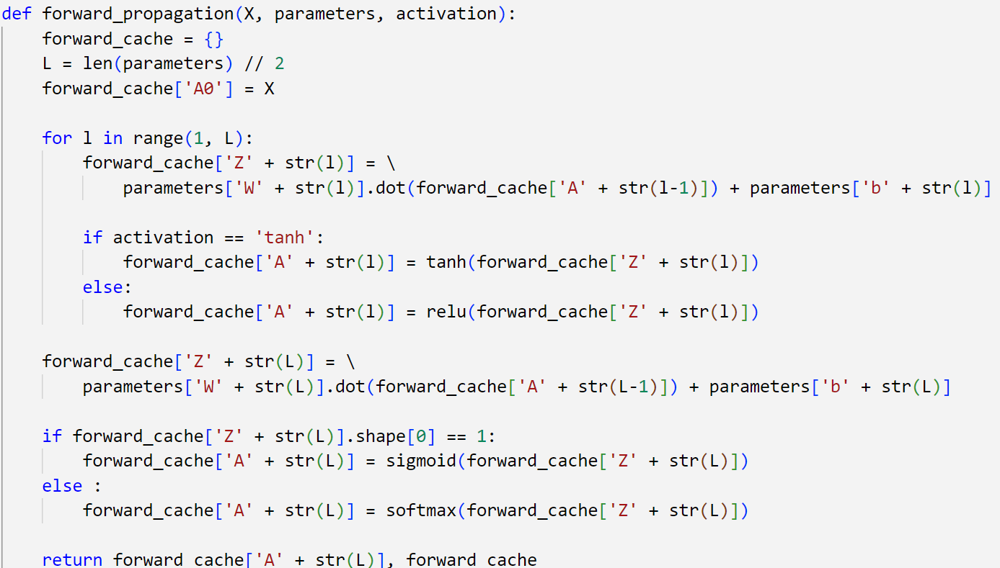 def forward_propagation(X, parameters, activation):
    forward_cache = {}
    L = len(parameters) // 2
    forward_cache['A0'] = X

    for l in range(1, L):
        forward_cache['Z' + str(l)] = \
            parameters['W' + str(l)].dot(forward_cache['A' + str(l-1)]) + parameters['b' + str(l)]

        if activation == 'tanh':
            forward_cache['A' + str(l)] = tanh(forward_cache['Z' + str(l)])
        else:
            forward_cache['A' + str(l)] = relu(forward_cache['Z' + str(l)])

    forward_cache['Z' + str(L)] = \
        parameters['W' + str(L)].dot(forward_cache['A' + str(L-1)]) + parameters['b' + str(L)]

    if forward_cache['Z' + str(L)].shape[0] == 1:
        forward_cache['A' + str(L)] = sigmoid(forward_cache['Z' + str(L)])
    else :
        forward_cache['A' + str(L)] = softmax(forward_cache['Z' + str(L)])

    return forward_cache['A' + str(L)], forward_cache